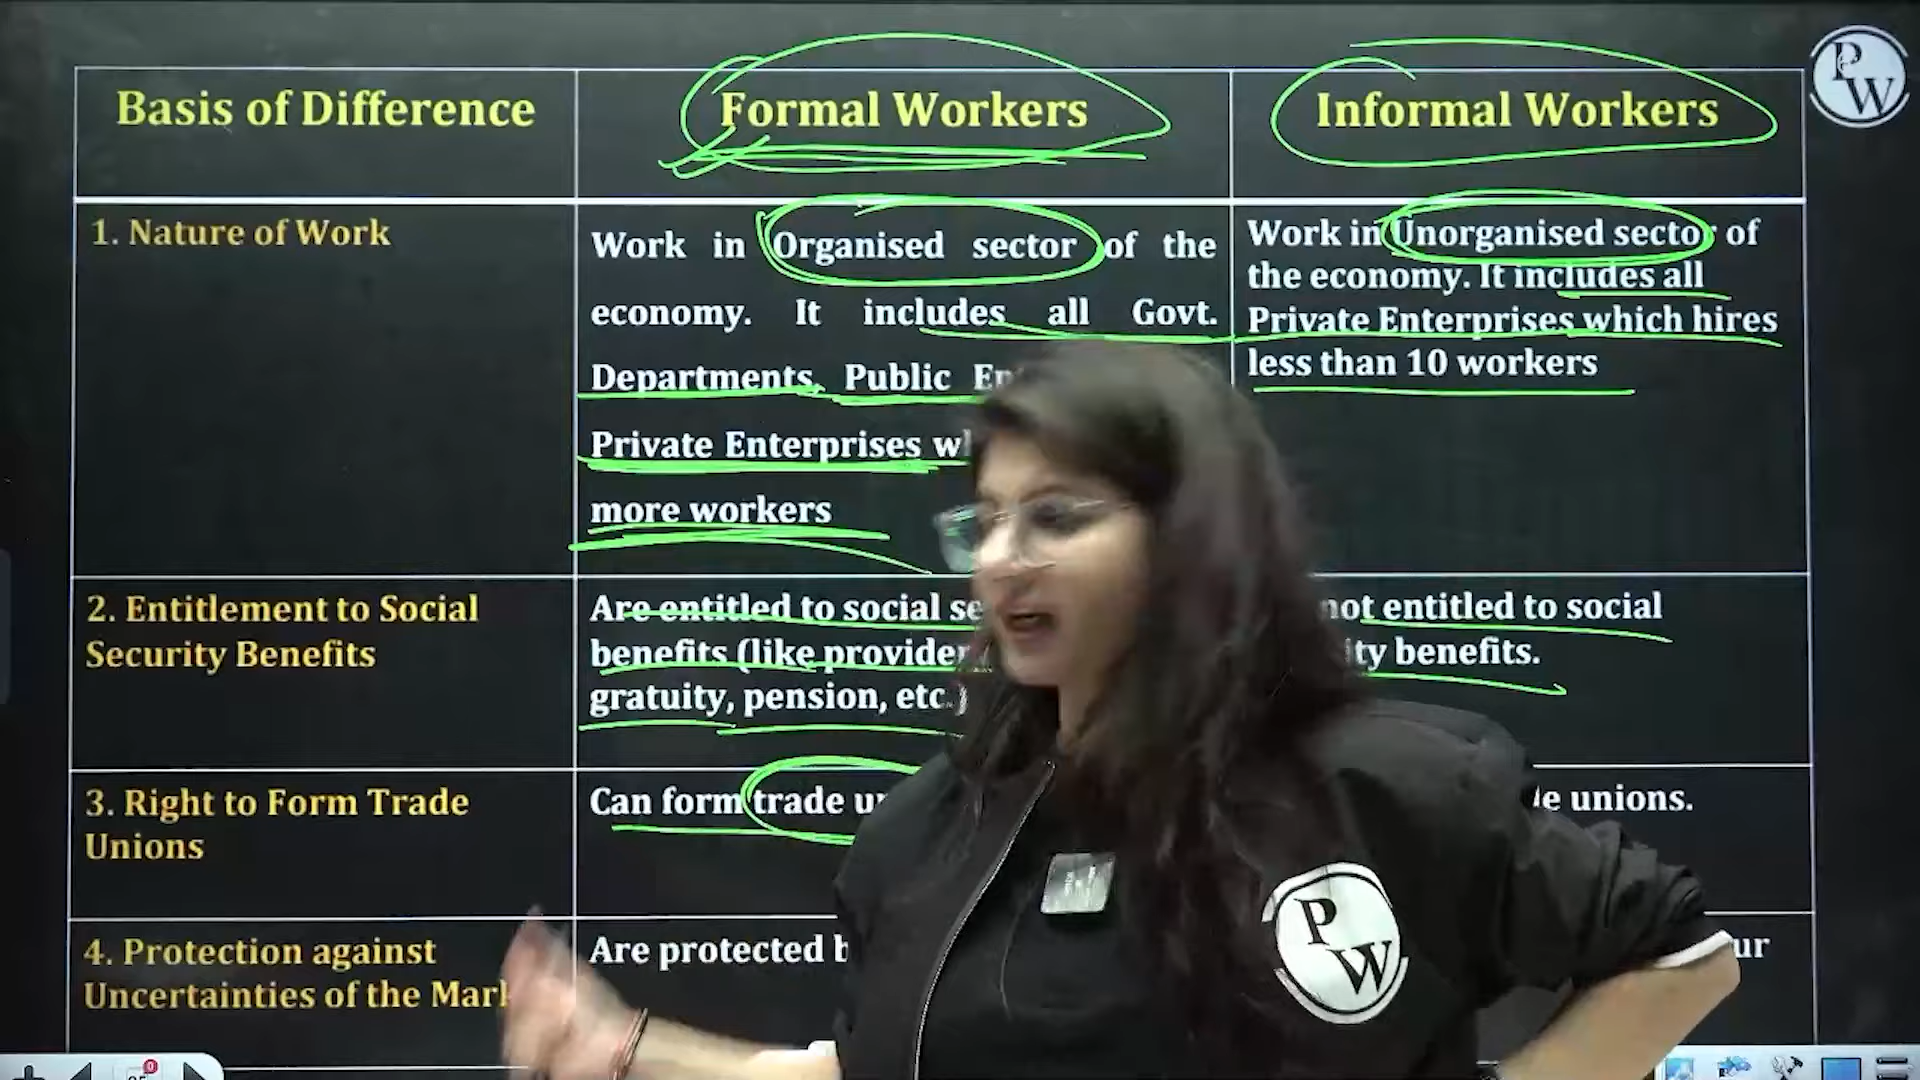 Basis of Difference
Formal Workers
Informal Workers
1. Nature of Work
Work in Organised sector of the
economy. It includes all Govt.
Departments, Public
Private Enterprises
more workers
Work in Unorganised sector of
the economy. It includes all
Private Enterprises which hires
less than 10 workers
2. Entitlement to Social
Security Benefits
Are entitled to social
benefits (like
gratuity, pension, etc.)
not entitled to social
benefits.
3. Right to Form Trade
Unions
Can form trade
unions.
4. Protection against
Uncertainties of the
Are protected
PW
PW